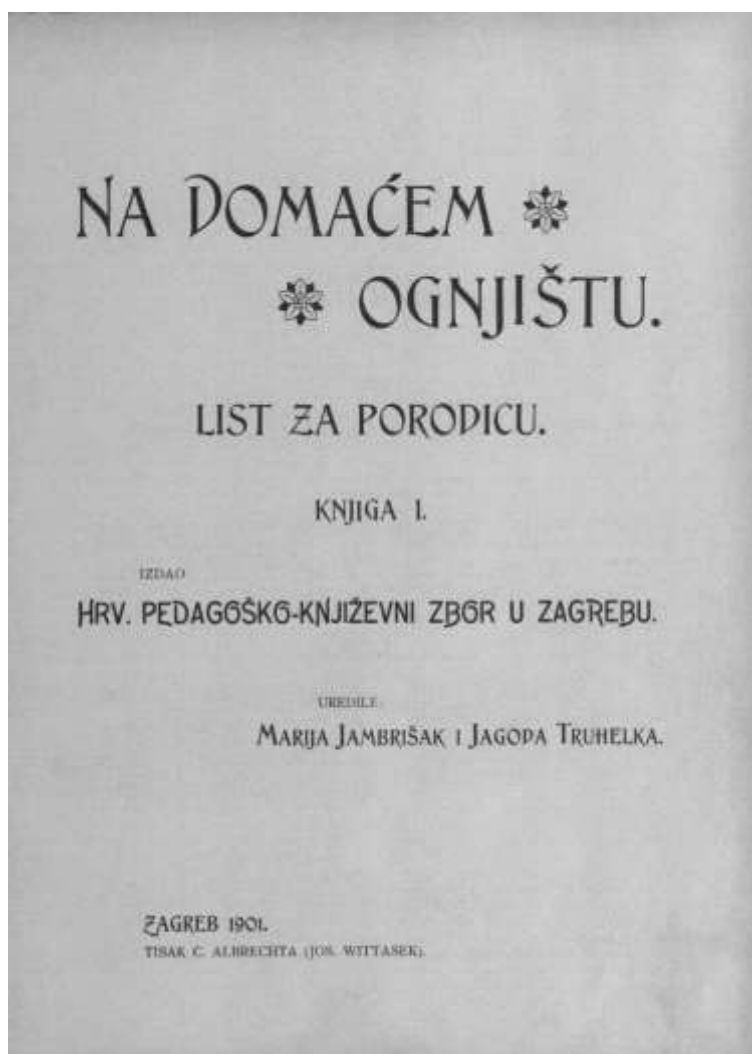 NA DOMAĆEM
OGNJIŠTU.
LIST ZA PORODICU.
KNJIGA I.
IZDAO
HRV. PEDAGOŠKO-KNJIŽEVNI ZBOR U ZAGREBU.
UREDILE:
MARIJA JAMBRIŠAK I JAGODA TRUHELKA.
ZAGREB 1901.
TISAK C. ALBRECHTA (JOS. WITTASEK).